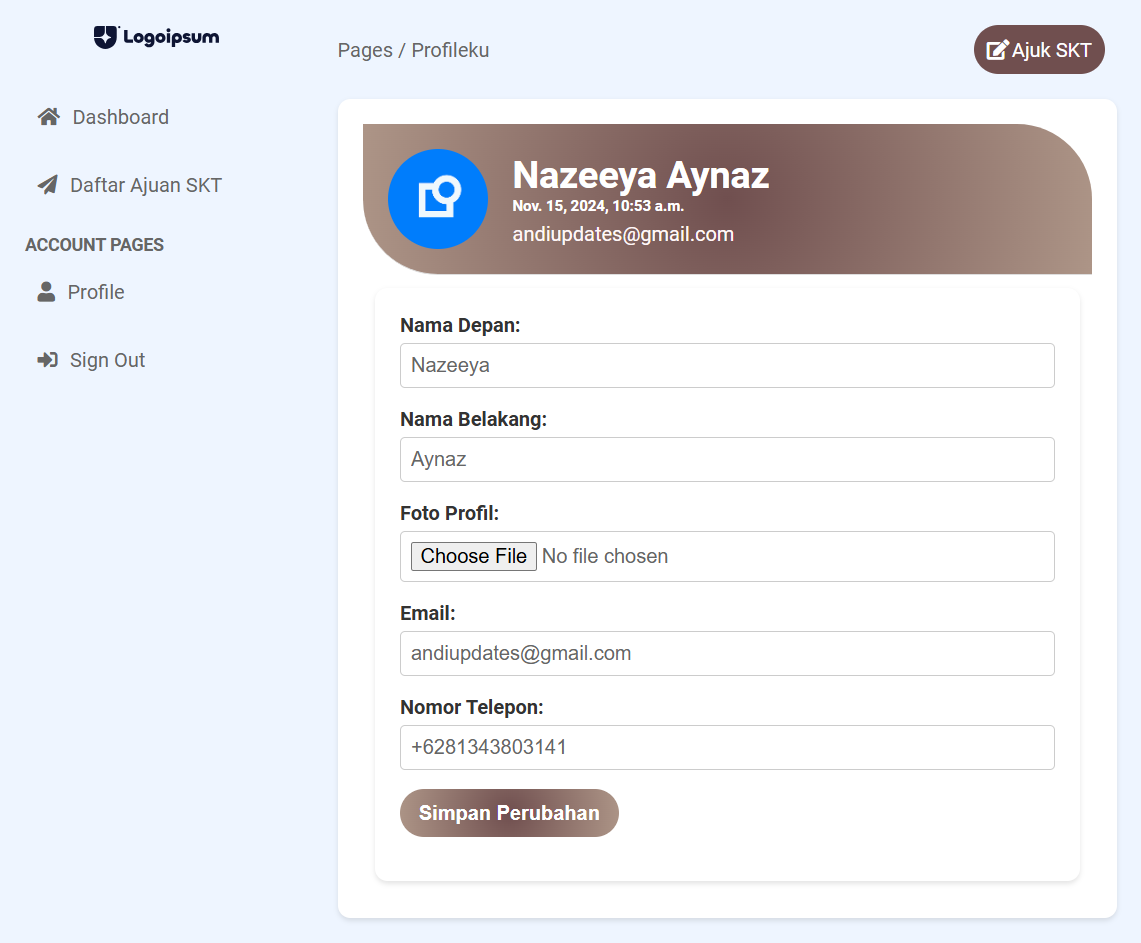 Logoipsum
Pages / Profileku
Ajuk SKT
Dashboard
Daftar Ajuan SKT
ACCOUNT PAGES
Profile
Sign Out
Nazeeya Aynaz
Nov. 15, 2024, 10:53 a.m.
andiupdates@gmail.com
Nama Depan:
Nazeeya
Nama Belakang:
Aynaz
Foto Profil:
Choose File No file chosen
Email:
andiupdates@gmail.com
Nomor Telepon:
+6281343803141
Simpan Perubahan